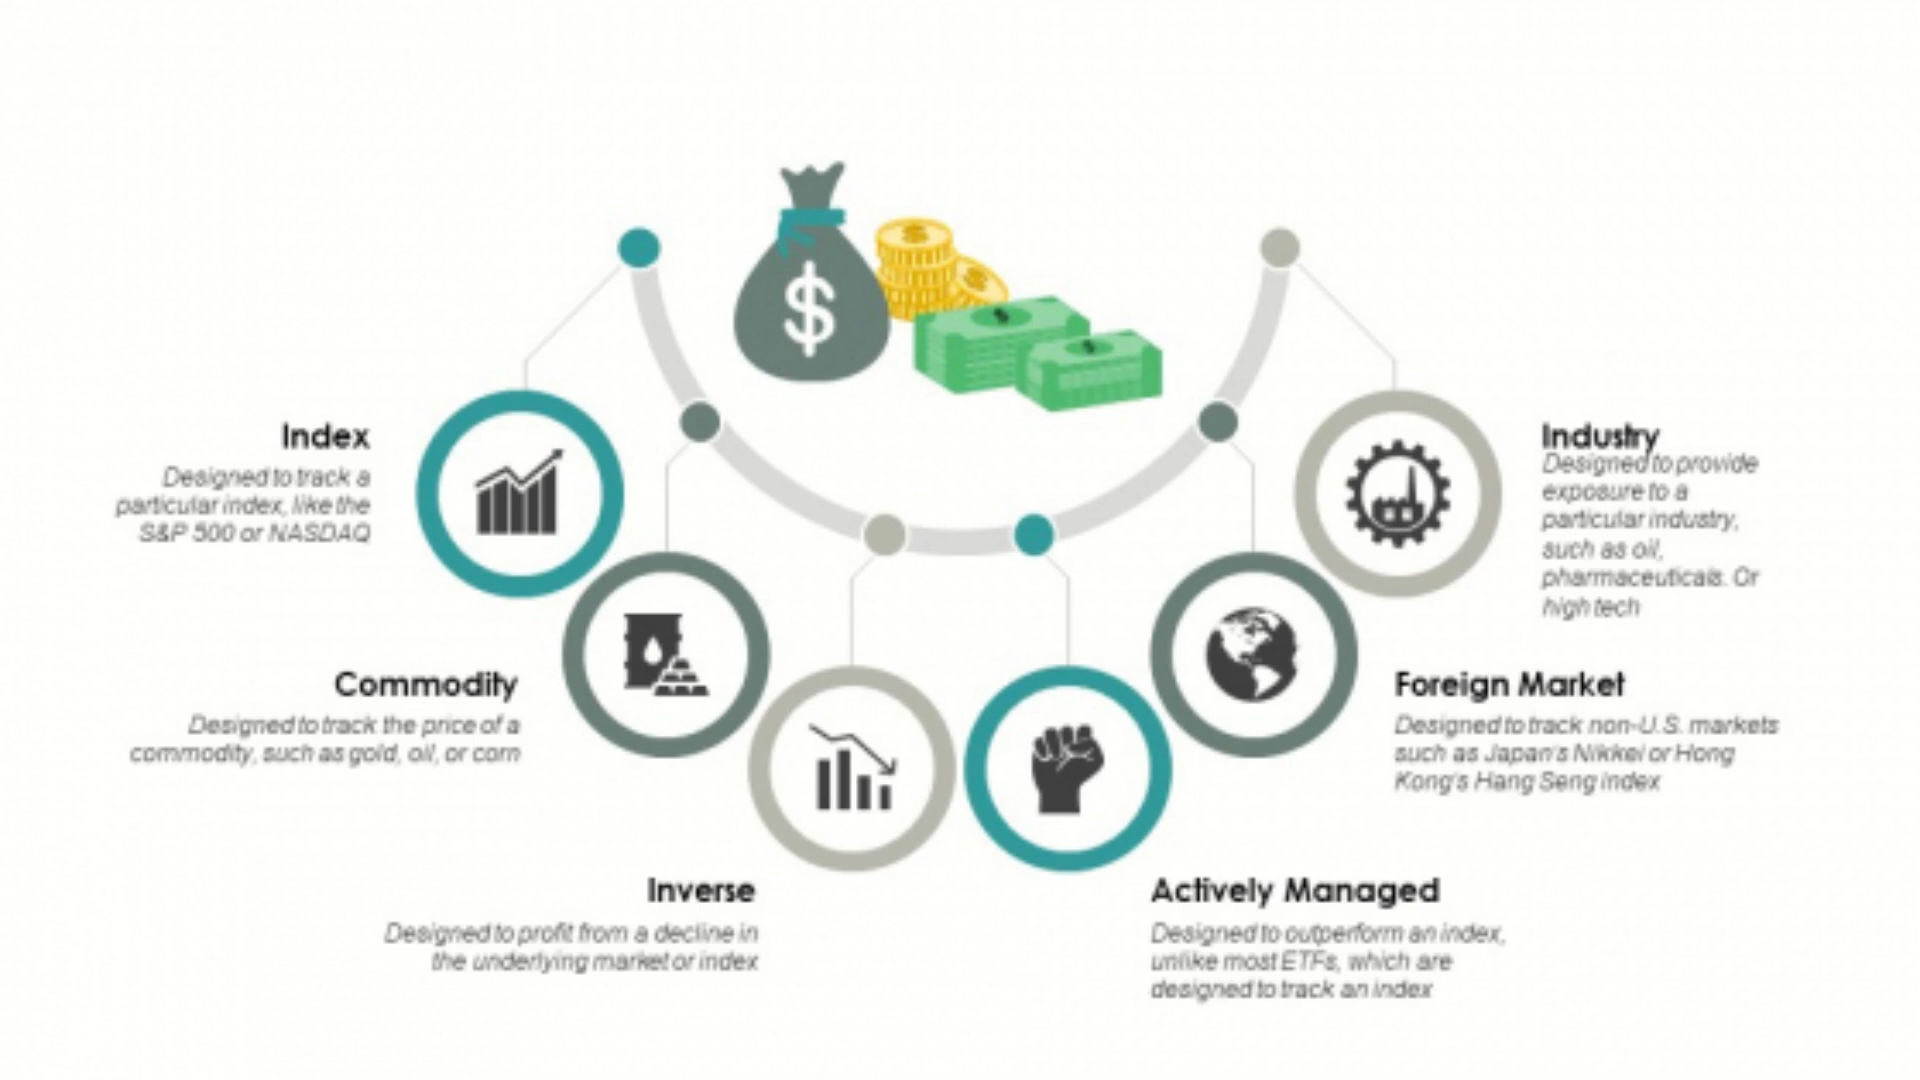 $
Index
Designed to track a
particular index, like the
S&P 500 or NASDAQ
Commodity
Designed to track the price of a
commodity, such as gold, oil, or corn
Inverse
Designed to profit from a decline in
the underlying market or index
Actively Managed
Designed to outperform an index,
unlike most ETFs, which are
designed to track an index
Foreign Market
Designed to track non-U.S. markets
such as Japan's Nikkei or Hong
Kong's Hang Seng index
Industry
Designed to provide
exposure to a
particular industry,
such as oil,
pharmaceuticals. Or
high tech